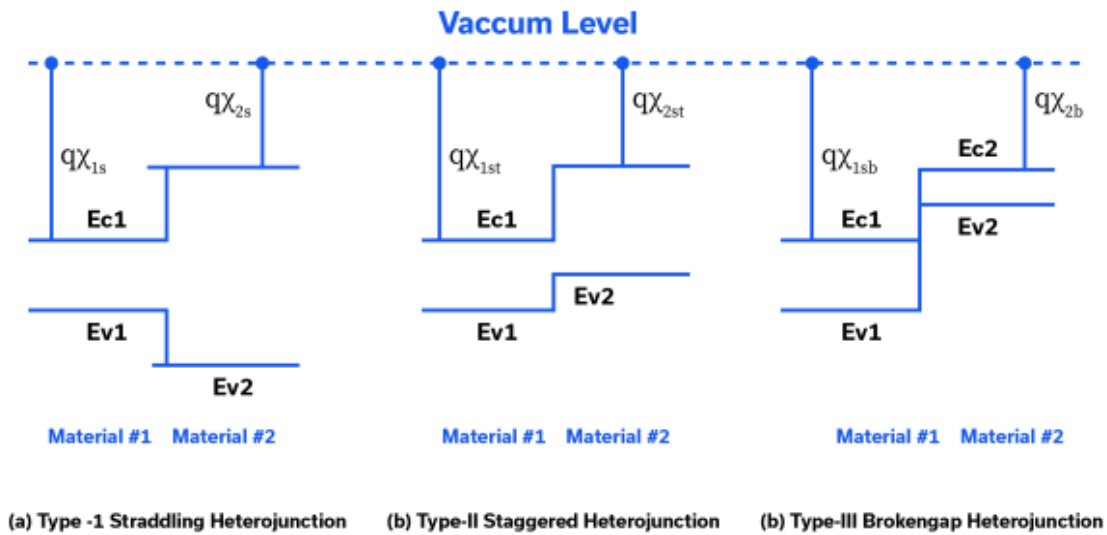 Vaccum Level
qχ₂ₛ
qχ₂ₛₜ
qχ₂b
qχ₁ₛ
qχ₁ₛₜ
qχ₁ₛb
Ec2
Ec1
Ec1
Ev2
Ev1
Ev2
Ev2
Ev1
Ev1
Material #1 Material #2
Material #1 Material #2
Material #1 Material #2
(a) Type -1 Straddling Heterojunction
(b) Type-II Staggered Heterojunction
(b) Type-III Brokengap Heterojunction